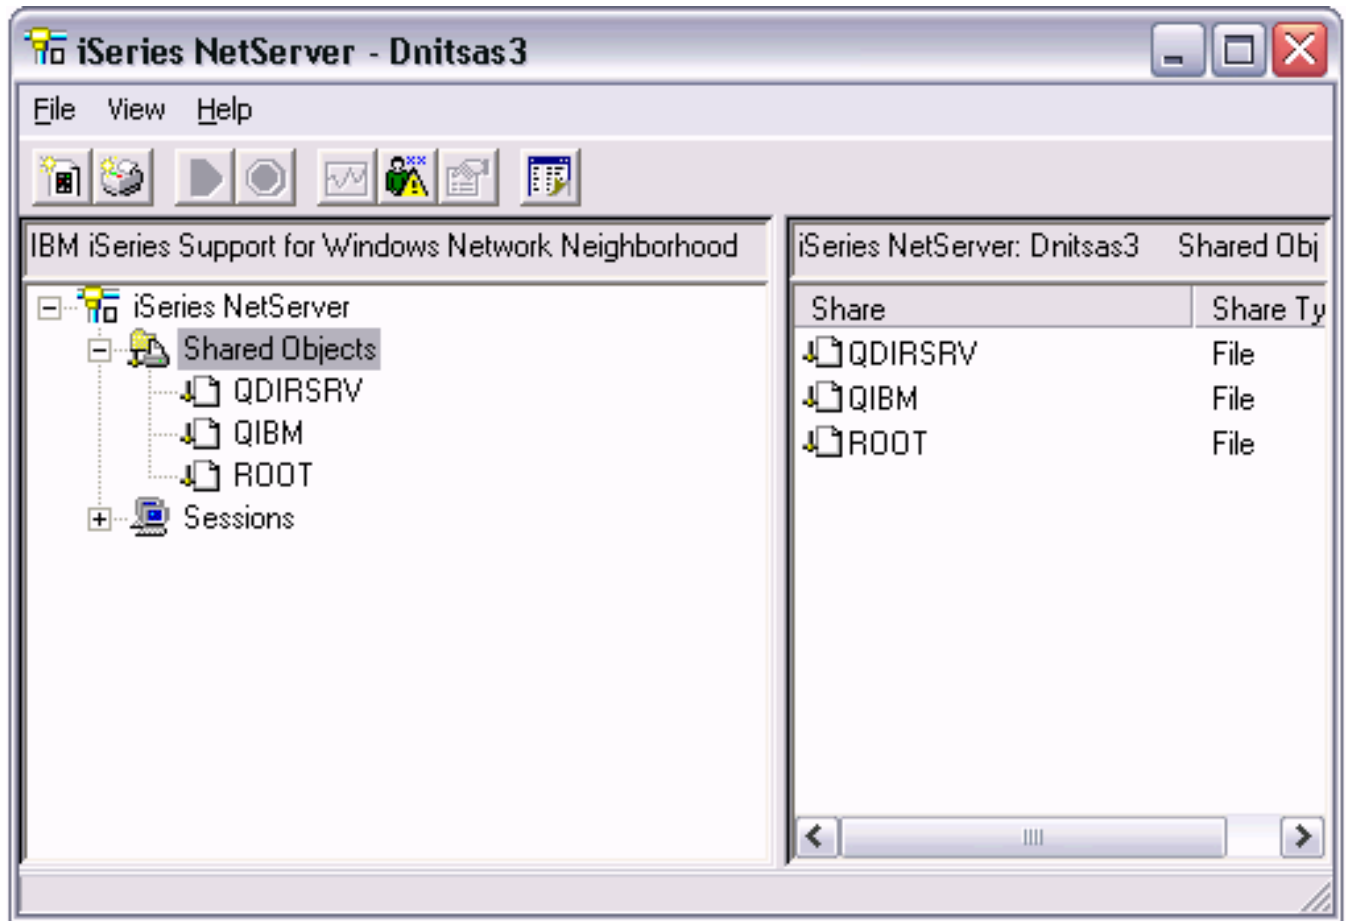 iSeries NetServer - Dnitsas3
File View Help
IBM iSeries Support for Windows Network Neighborhood
iSeries NetServer: Dnitsas3 Shared Obj
iSeries NetServer
Shared Objects
QDIRSRV
QIBM
ROOT
Sessions
Share Share Ty
QDIRSRV File
QIBM File
ROOT File